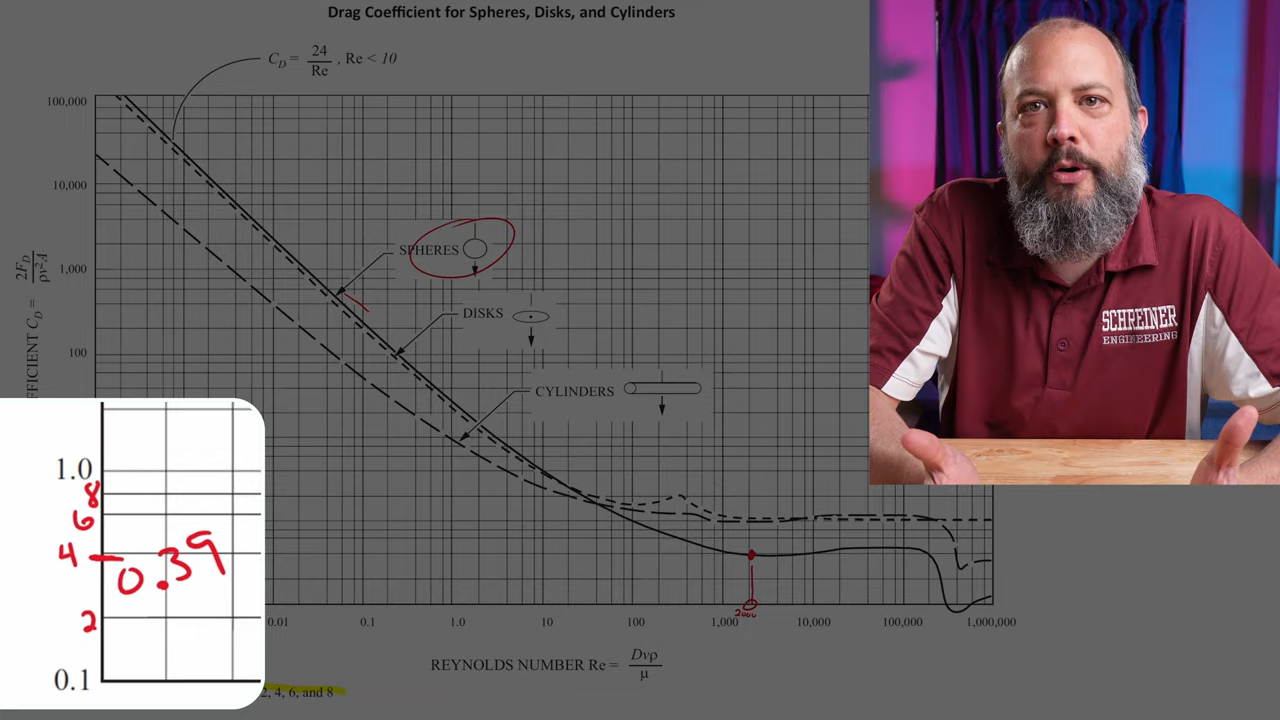 Drag Coefficient for Spheres, Disks, and Cylinders
C_D = 24/Re , Re < 10
100,000
10,000
1,000
100
FFICIENT C_D = 2F_D/ρv²A
SPHERES
DISKS
CYLINDERS
SCHREINER
ENGINEERING
1.0
8
6
4
0.39
2
0.1
2000
0.01 0.1 1.0 10 100 1,000 10,000 100,000 1,000,000
REYNOLDS NUMBER Re = Dvρ/μ
2, 4, 6, and 8